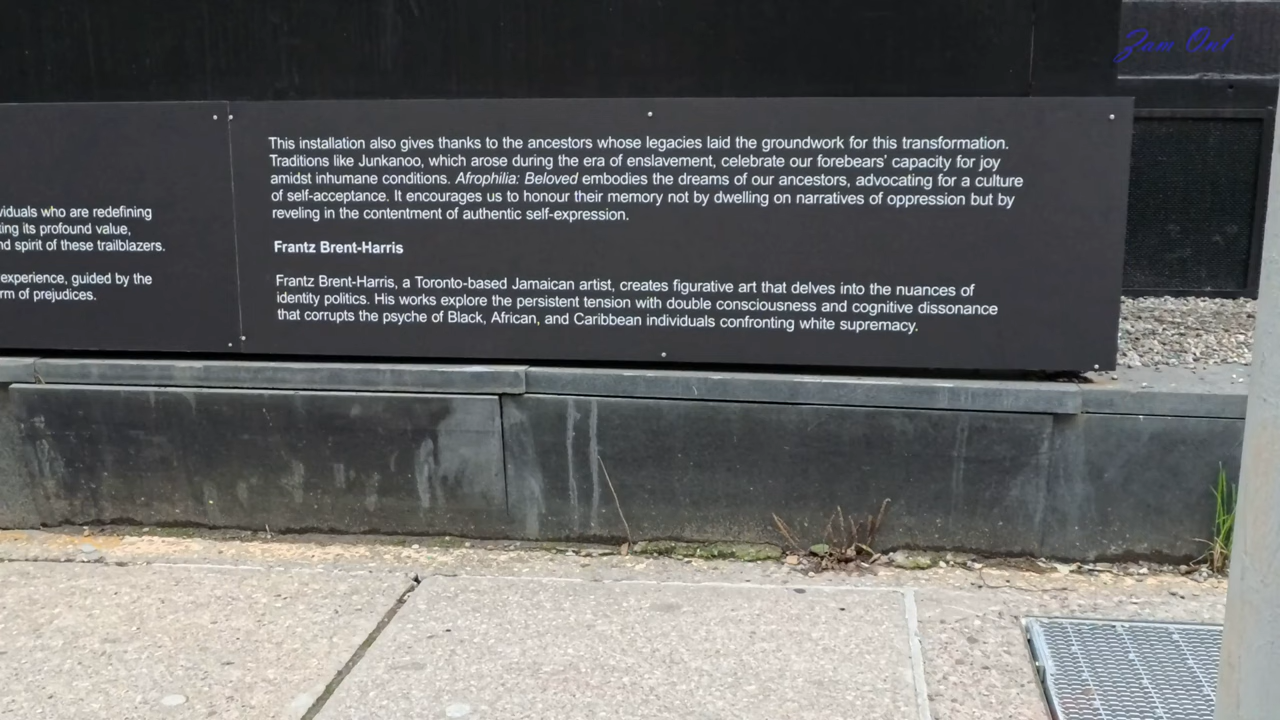 viduals who are redefining
ting its profound value,
nd spirit of these trailblazers.
experience, guided by the
rm of prejudices.
This installation also gives thanks to the ancestors whose legacies laid the groundwork for this transformation.
Traditions like Junkanoo, which arose during the era of enslavement, celebrate our forebears' capacity for joy
amidst inhumane conditions. Afrophilia: Beloved embodies the dreams of our ancestors, advocating for a culture
of self-acceptance. It encourages us to honour their memory not by dwelling on narratives of oppression but by
reveling in the contentment of authentic self-expression.
Frantz Brent-Harris
Frantz Brent-Harris, a Toronto-based Jamaican artist, creates figurative art that delves into the nuances of
identity politics. His works explore the persistent tension with double consciousness and cognitive dissonance
that corrupts the psyche of Black, African, and Caribbean individuals confronting white supremacy.
Zam Out